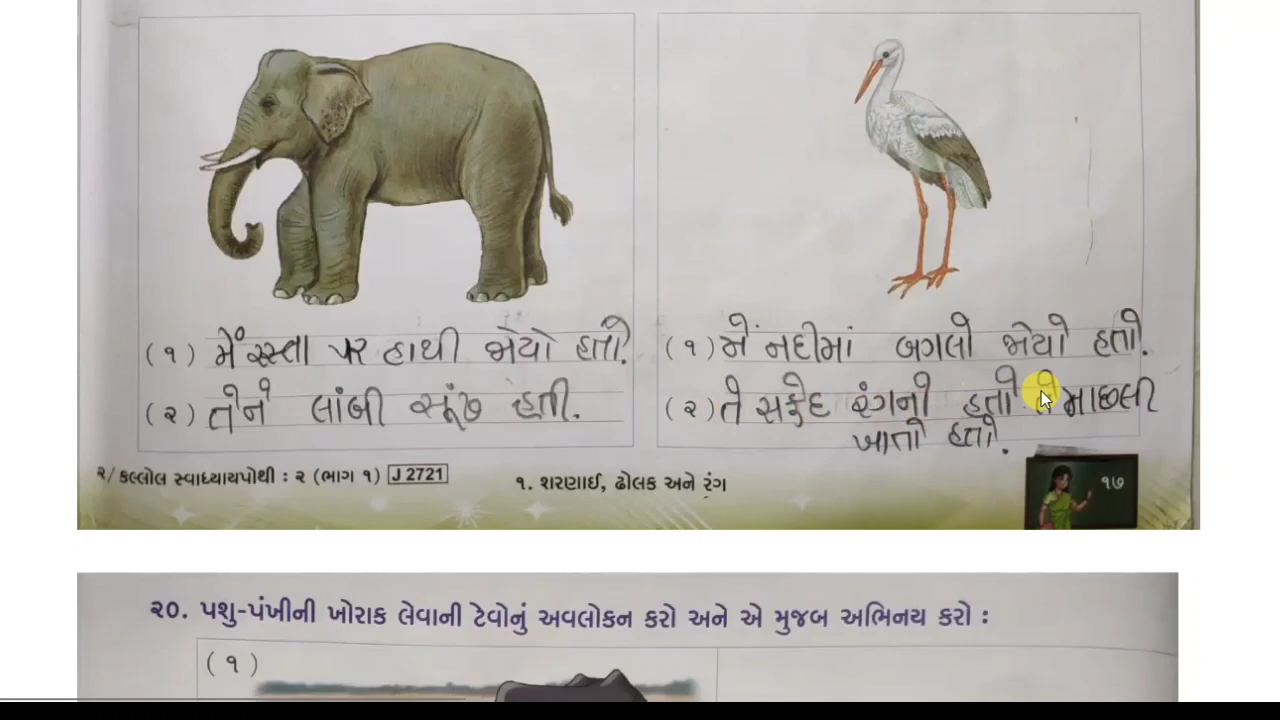 (૧) મેં રસ્તા પર હાથી જોયો હતો.
(૨) તેને લાંબી સૂંઢ હતી.
(૧) મેં નદીમાં બગલો જોયો હતો.
(૨) તે સફેદ રંગનો હતો તે માછલી
ખાતો હતો.
૨/ કલ્લોલ સ્વાધ્યાયપોથી : ૨ (ભાગ ૧) J 2721
૧. શરણાઈ, ઢોલક અને રંગ
૧૭
૨૦. પશુ-પંખીની ખોરાક લેવાની ટેવોનું અવલોકન કરો અને એ મુજબ અભિનય કરો :
(૧)